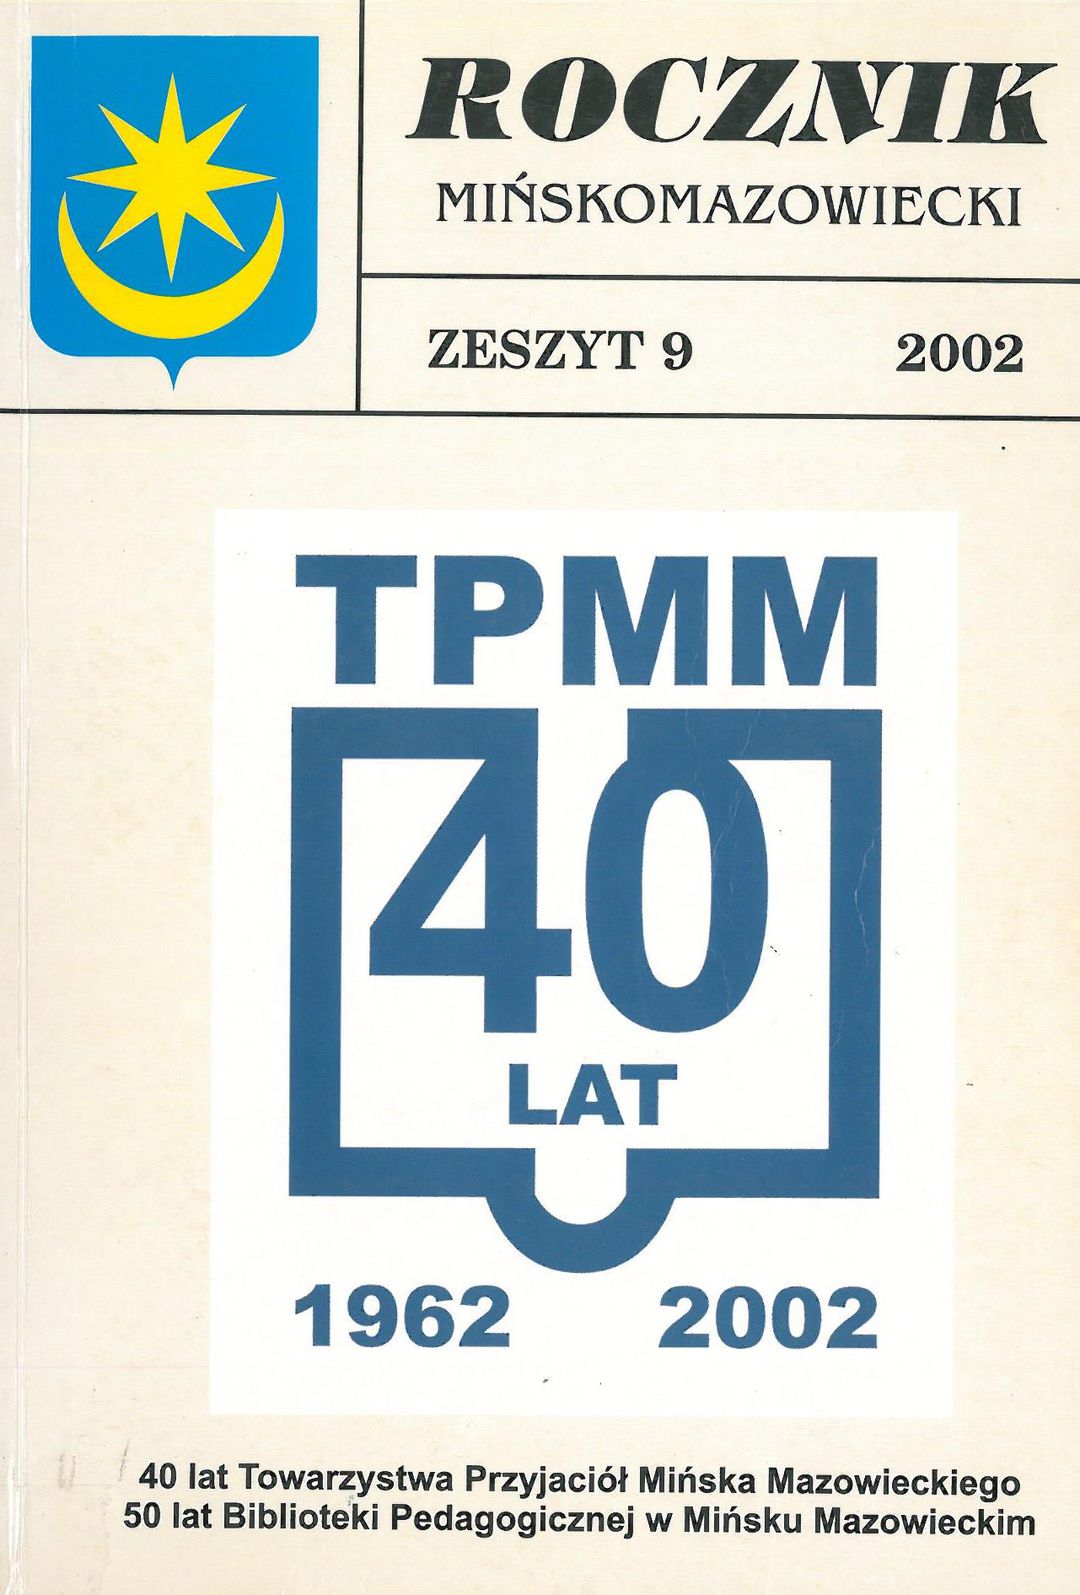 ROCZNIK
MIŃSKOMAZOWIECKI
ZESZYT 9 2002
TPMM
40
LAT
1962 2002
40 lat Towarzystwa Przyjaciół Mińska Mazowieckiego
50 lat Biblioteki Pedagogicznej w Mińsku Mazowieckim